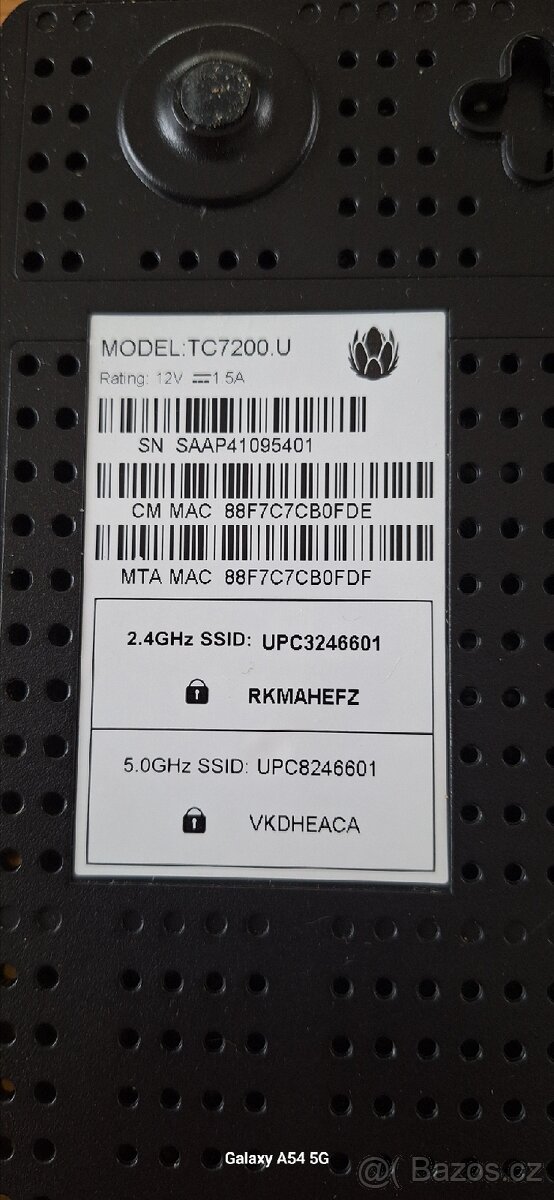 MODEL:TC7200.U
Rating: 12V ⎓1.5A
SN SAAP41095401
CM MAC 88F7C7CB0FDE
MTA MAC 88F7C7CB0FDF
2.4GHz SSID: UPC3246601
RKMAHEFZ
5.0GHz SSID: UPC8246601
VKDHEACA
Galaxy A54 5G
Bazos.cz